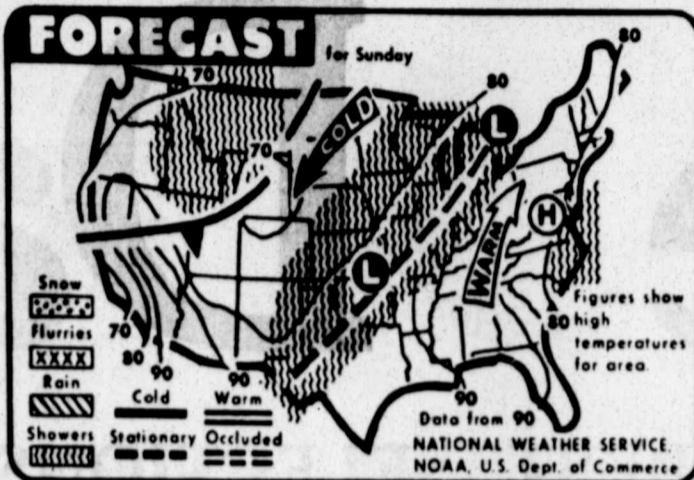 FORECAST
for Sunday
70
80
80
COLD
L
70
H
L
WARM
Snow
Flurries
Rain
Showers
70
80
90
90
Cold
Warm
Stationary
Occluded
Figures show
high
temperatures
for area.
80
90
90
Data from
NATIONAL WEATHER SERVICE,
NOAA, U.S. Dept. of Commerce